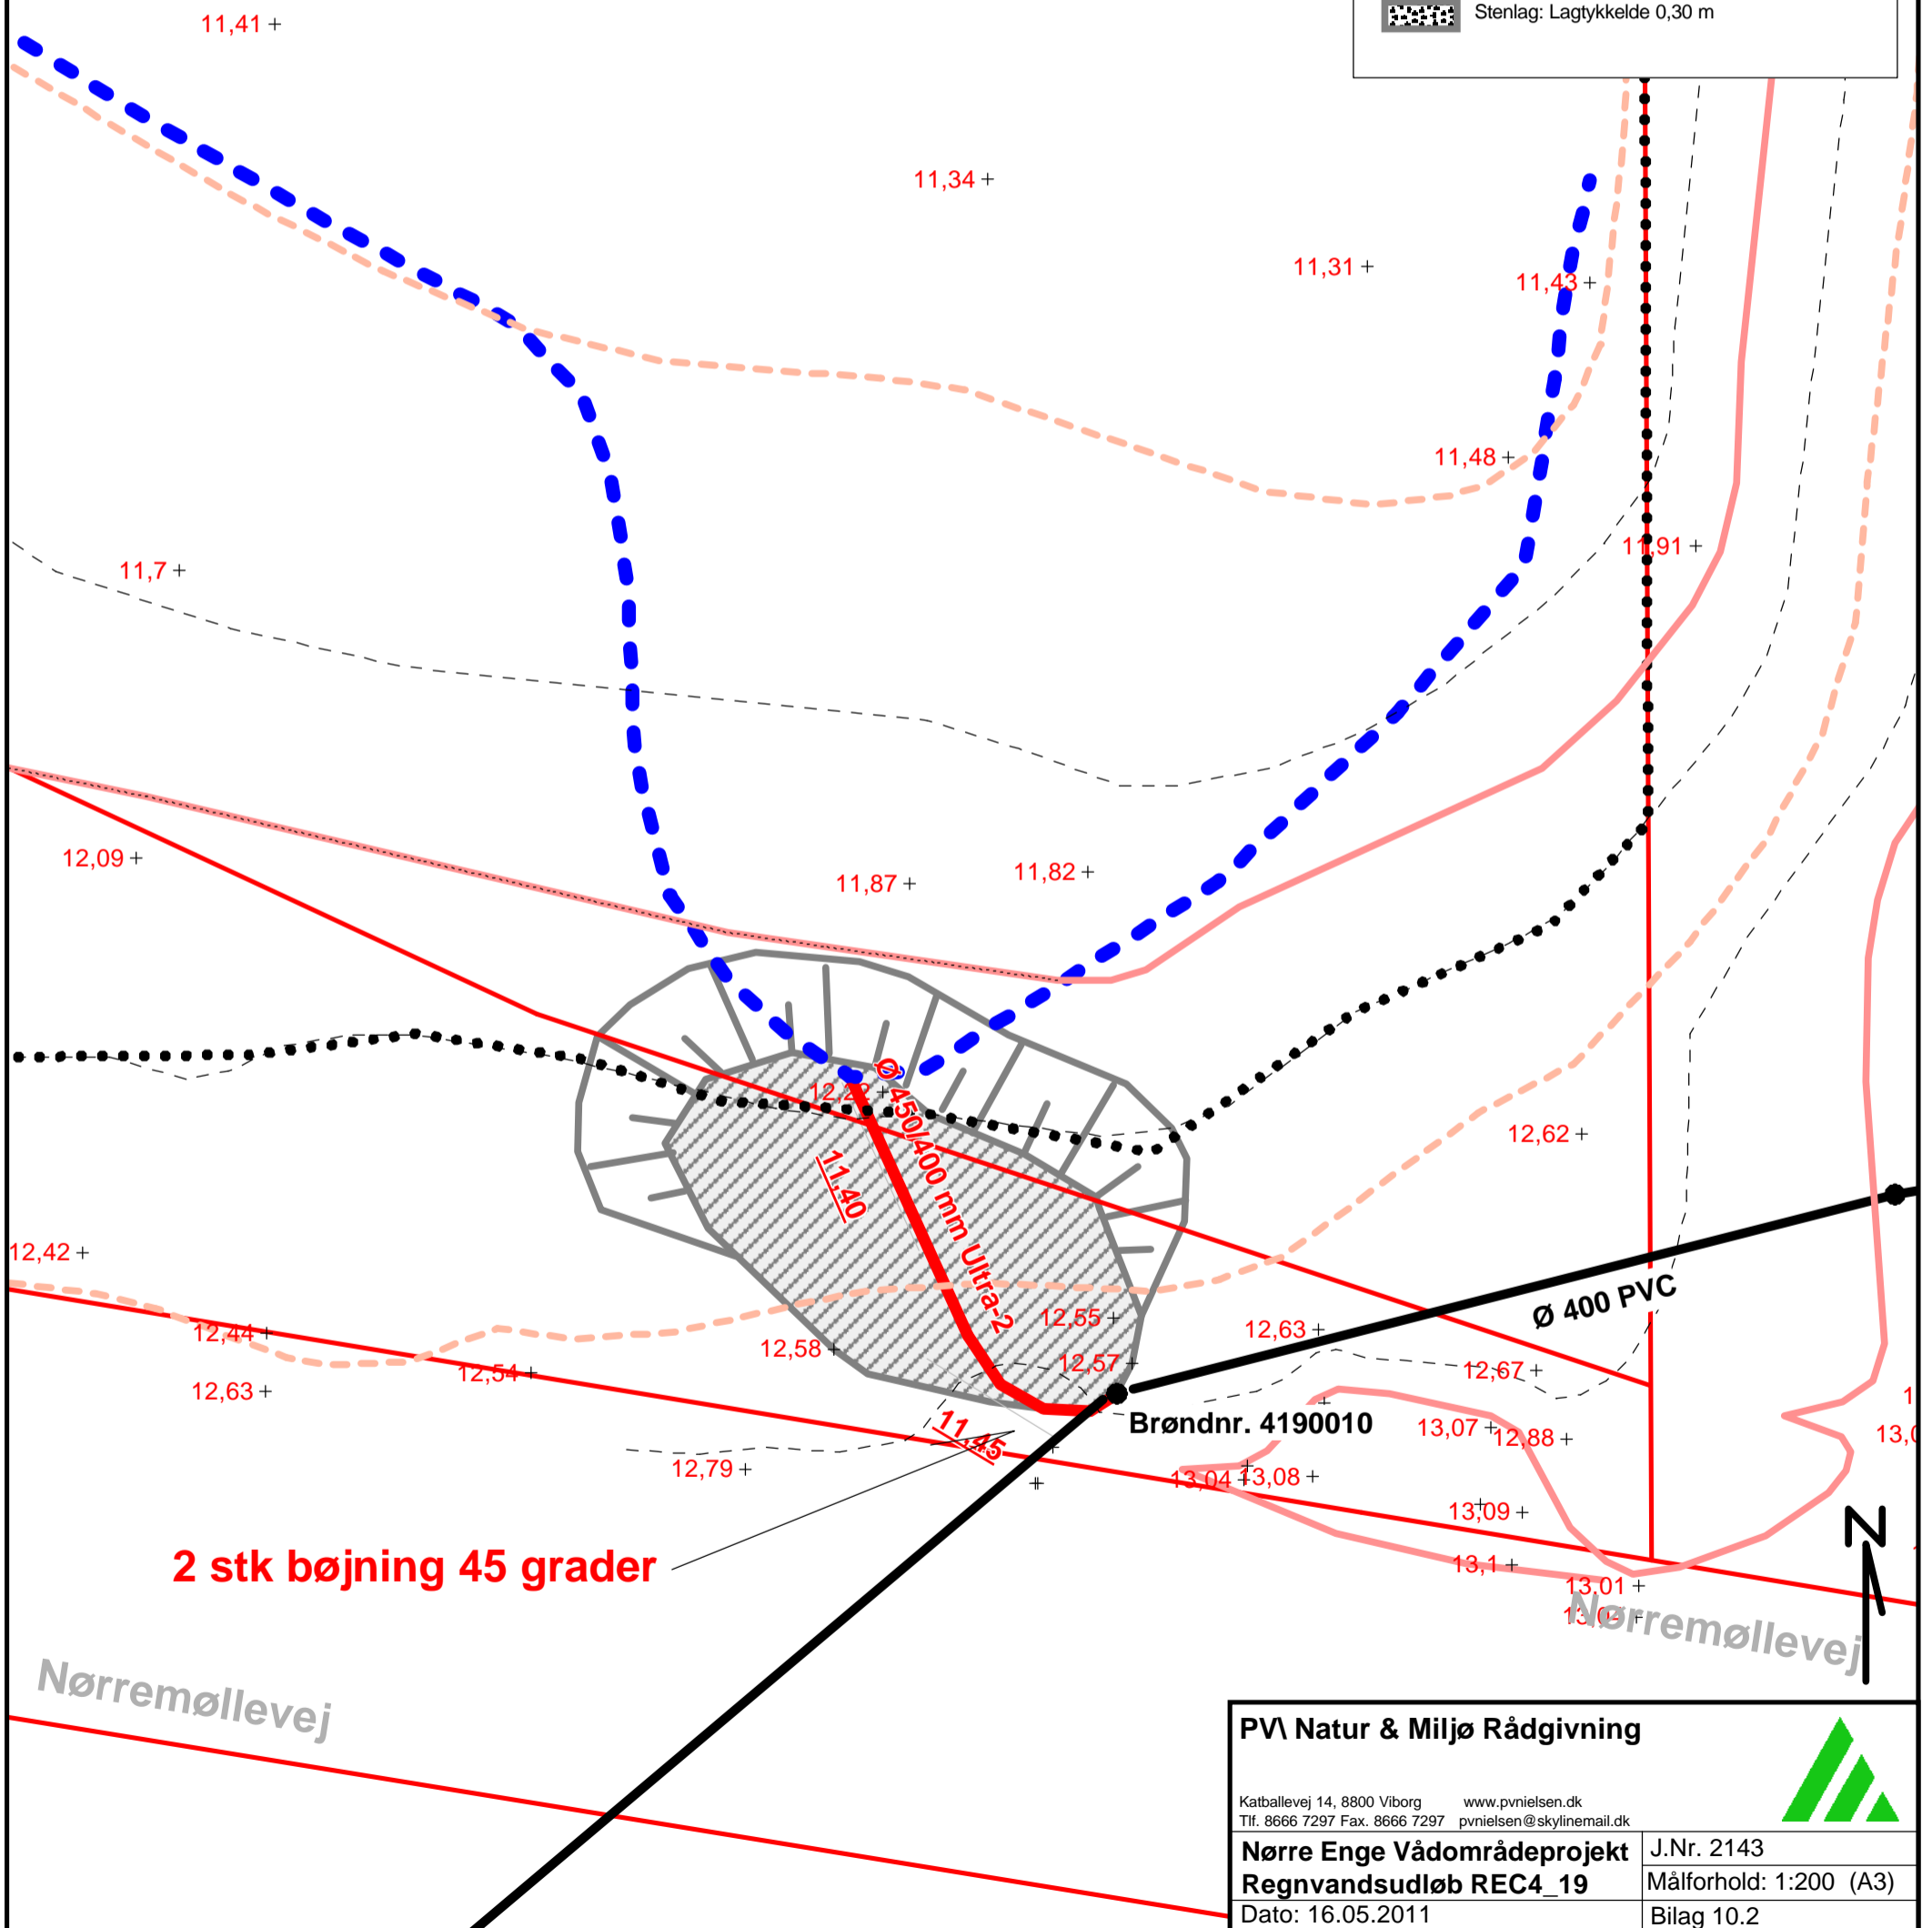 Stenlag: Lagtykkelde 0,30 m
11,41
11,34
11,31
11,43
11,48
11,91
11,7
12,09
11,87
11,82
Ø 450/400 mm Ultra-2
11,40
12,62
12,42
Ø 400 PVC
12,55
12,44
12,63
12,58
12,57
12,54
12,67
12,63
Brøndnr. 4190010
13,07
12,88
11,45
12,79
13,04
13,08
13,09
2 stk bøjning 45 grader
13,1
13,01
Nørremøllevej
Nørremøllevej
N
PV\ Natur & Miljø Rådgivning
Katballevej 14, 8800 Viborg www.pvnielsen.dk
Tlf. 8666 7297 Fax. 8666 7297 pvnielsen@skylinemail.dk
Nørre Enge Vådområdeprojekt
Regnvandsudløb REC4_19
J.Nr. 2143
Målforhold: 1:200 (A3)
Dato: 16.05.2011
Bilag 10.2